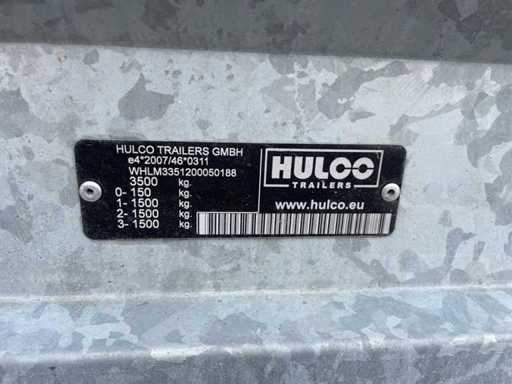 HULCO TRAILERS GMBH
e4*2007/46*0311
WHLM3351200050188
3500 kg.
0- 150 kg.
1- 1500 kg.
2- 1500 kg.
3- 1500 kg.
HULCO
TRAILERS
www.hulco.eu